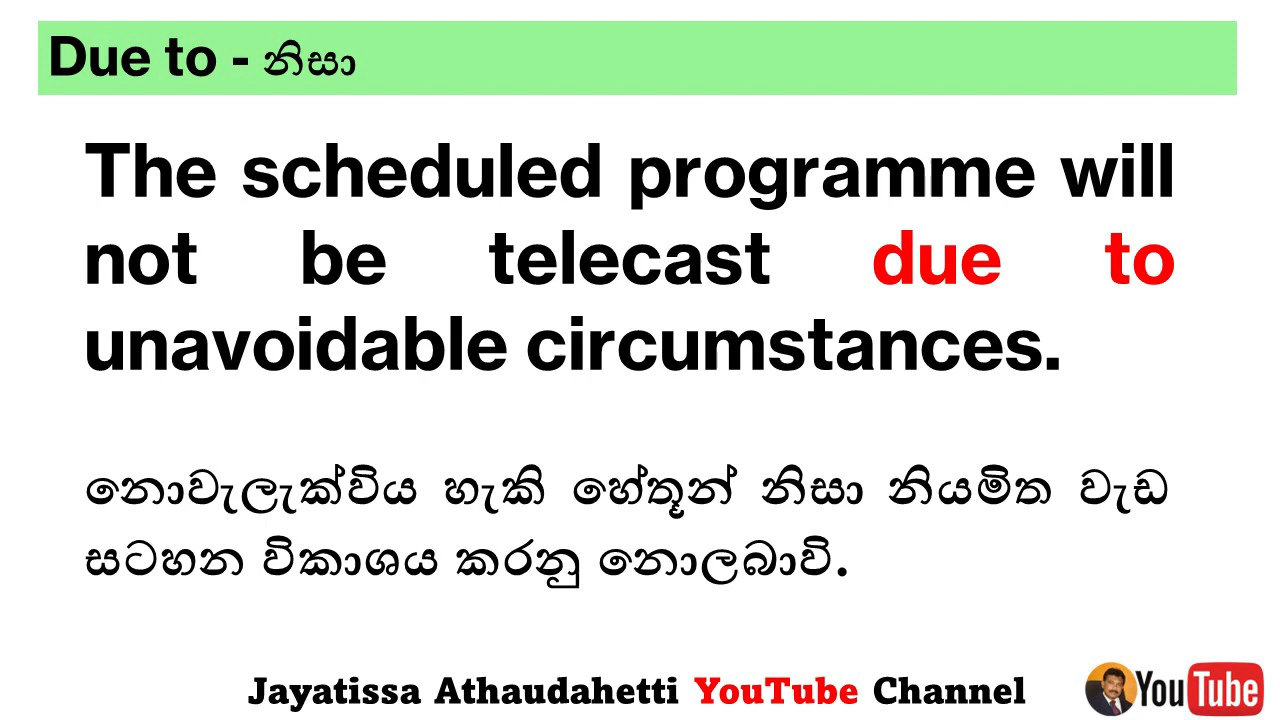 Due to - නිසා
The scheduled programme will
not be telecast due to
unavoidable circumstances.
නොවැලැක්විය හැකි හේතූන් නිසා නියමිත වැඩ
සටහන විකාශය කරනු නොලබාවි.
Jayatissa Athaudahetti YouTube Channel
YouTube